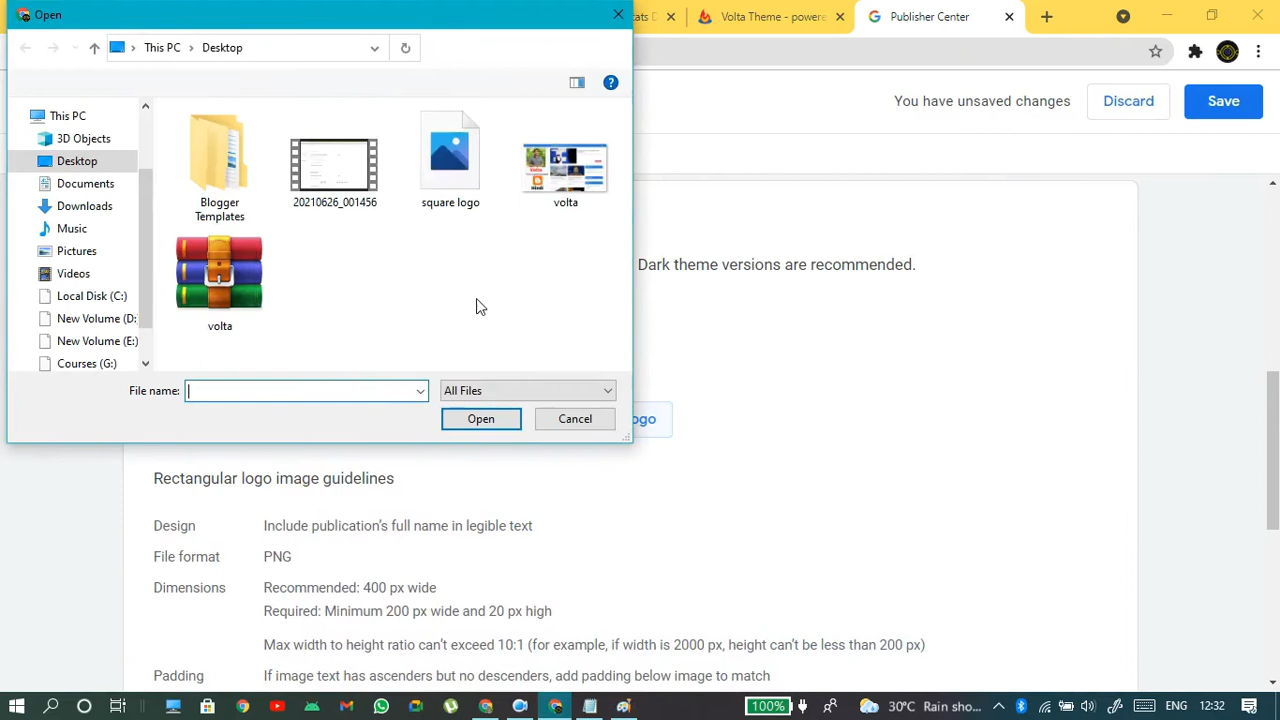 Open
tats D
Volta Theme - powere
Publisher Center
This PC
Desktop
You have unsaved changes
Discard
Save
This PC
3D Objects
Desktop
Documents
Downloads
Music
Pictures
Videos
Local Disk (C:)
New Volume (D:
New Volume (E:)
Courses (G:)
Blogger
Templates
20210626_001456
square logo
volta
volta
Dark theme versions are recommended.
File name:
All Files
Open
Cancel
ogo
Rectangular logo image guidelines
Design
Include publication's full name in legible text
File format
PNG
Dimensions
Recommended: 400 px wide
Required: Minimum 200 px wide and 20 px high
Max width to height ratio can't exceed 10:1 (for example, if width is 2000 px, height can't be less than 200 px)
Padding
If image text has ascenders but no descenders, add padding below image to match
100%
30°C Rain sho...
ENG
12:32